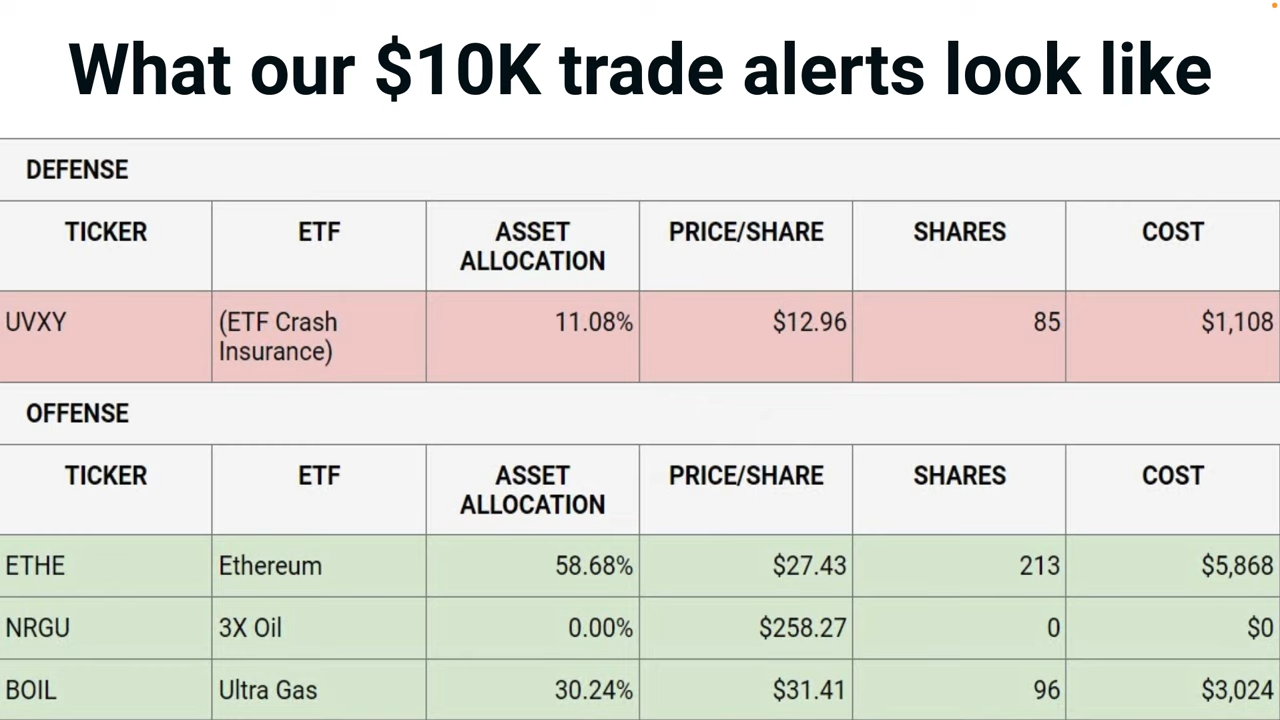 What our $10K trade alerts look like
DEFENSE
TICKER ETF ASSET ALLOCATION PRICE/SHARE SHARES COST
UVXY (ETF Crash Insurance) 11.08% $12.96 85 $1,108
OFFENSE
TICKER ETF ASSET ALLOCATION PRICE/SHARE SHARES COST
ETHE Ethereum 58.68% $27.43 213 $5,868
NRGU 3X Oil 0.00% $258.27 0 $0
BOIL Ultra Gas 30.24% $31.41 96 $3,024